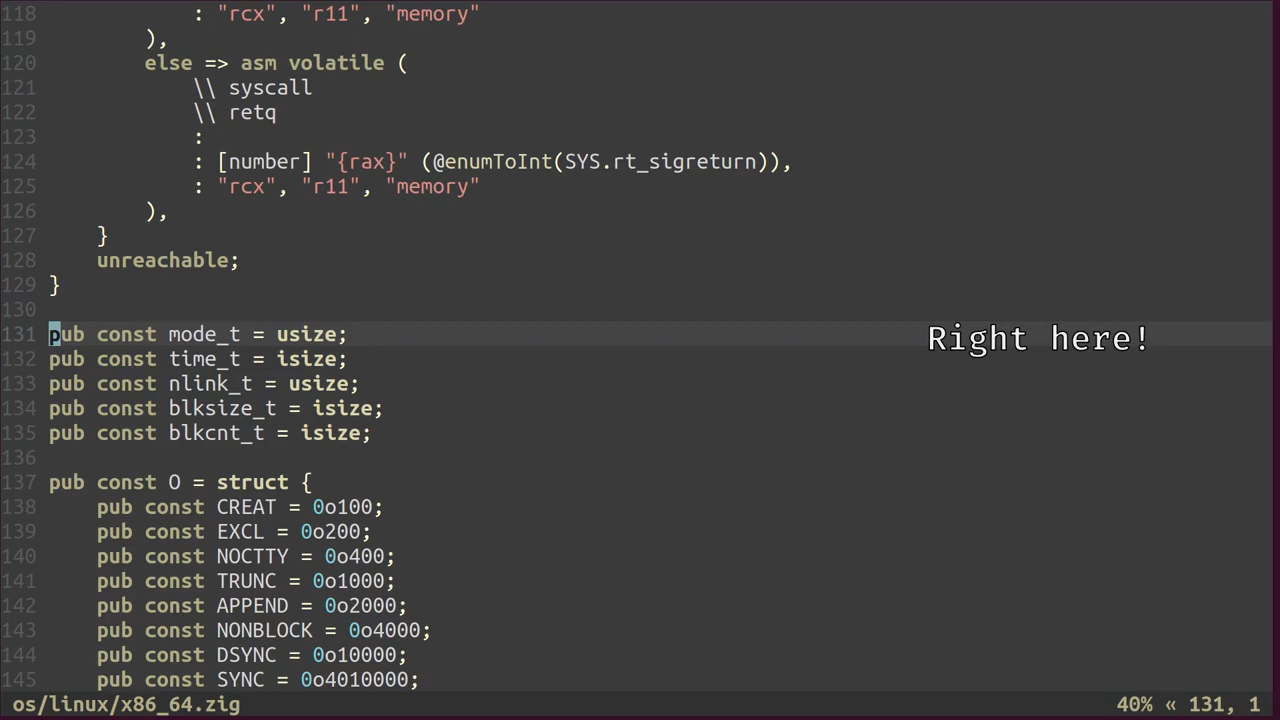 118             : "rcx", "r11", "memory"
119         ),
120         else => asm volatile (
121             \\ syscall
122             \\ retq
123             :
124             : [number] "{rax}" (@enumToInt(SYS.rt_sigreturn)),
125             : "rcx", "r11", "memory"
126         ),
127     }
128     unreachable;
129 }
130
131 pub const mode_t = usize; Right here!
132 pub const time_t = isize;
133 pub const nlink_t = usize;
134 pub const blksize_t = isize;
135 pub const blkcnt_t = isize;
136
137 pub const O = struct {
138     pub const CREAT = 0o100;
139     pub const EXCL = 0o200;
140     pub const NOCTTY = 0o400;
141     pub const TRUNC = 0o1000;
142     pub const APPEND = 0o2000;
143     pub const NONBLOCK = 0o4000;
144     pub const DSYNC = 0o10000;
145     pub const SYNC = 0o4010000;
os/linux/x86_64.zig 40% « 131, 1